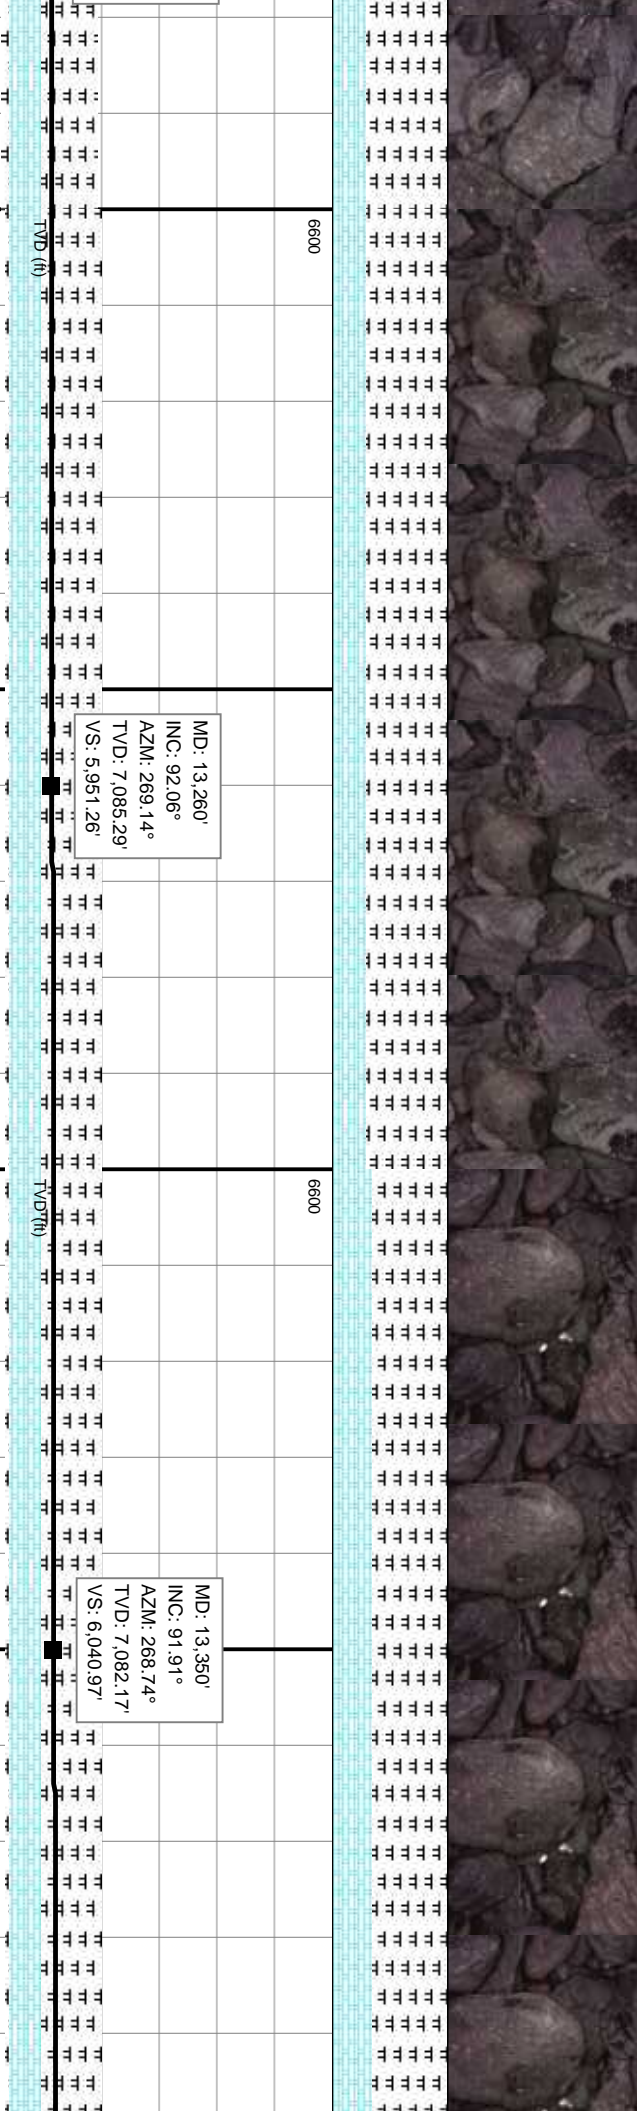 6600
TVD (ft)
MD: 13,260'
INC: 92.06°
AZM: 269.14°
TVD: 7,085.29'
VS: 5,951.26'
6600
TVD (ft)
MD: 13,350'
INC: 91.91°
AZM: 268.74°
TVD: 7,082.17'
VS: 6,040.97'